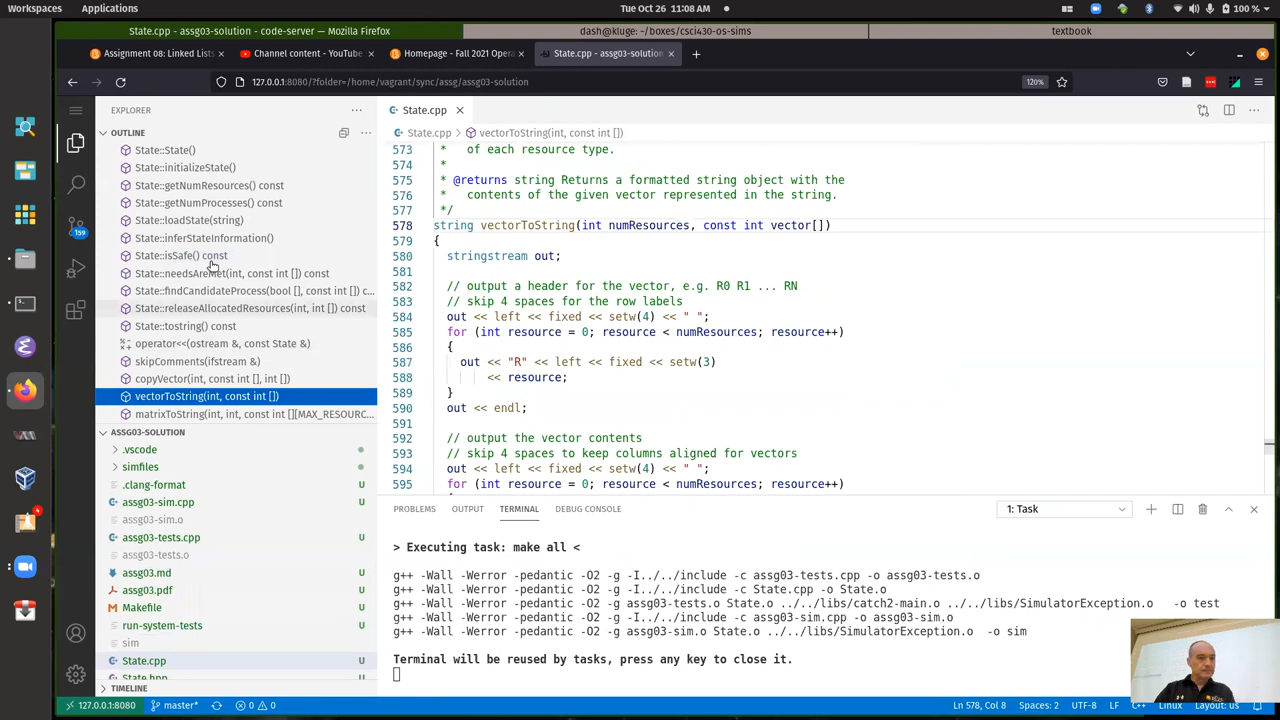 Workspaces Applications Tue Oct 26 11:08 AM 100 %
State.cpp - assg03-solution - code-server — Mozilla Firefox
dash@kluge:~/boxes/csci430-os-sims
textbook
Assignment 08: Linked Lists
Channel content - YouTube
Homepage - Fall 2021 Opera
State.cpp - assg03-solution
127.0.0.1:8080/?folder=/home/vagrant/sync/assg/assg03-solution
120%
EXPLORER
OUTLINE
State::State()
State::initializeState()
State::getNumResources() const
State::getNumProcesses() const
State::loadState(string)
State::inferStateInformation()
State::isSafe() const
State::needsAreMet(int, const int []) const
State::findCandidateProcess(bool [], const int []) c...
State::releaseAllocatedResources(int, int []) const
State::tostring() const
operator<<(ostream &, const State &)
skipComments(ifstream &)
copyVector(int, const int [], int [])
vectorToString(int, const int [])
matrixToString(int, int, const int [][MAX_RESOURC...
159
ASSG03-SOLUTION
.vscode
simfiles
.clang-format U
assg03-sim.cpp U
assg03-sim.o
assg03-tests.cpp U
assg03-tests.o
assg03.md U
assg03.pdf U
Makefile U
run-system-tests U
sim
State.cpp U
State.hpp U
TIMELINE
State.cpp
State.cpp > vectorToString(int, const int [])
573 * of each resource type.
574 *
575 * @returns string Returns a formatted string object with the
576 * contents of the given vector represented in the string.
577 */
578 string vectorToString(int numResources, const int vector[])
579 {
580 stringstream out;
581
582 // output a header for the vector, e.g. R0 R1 ... RN
583 // skip 4 spaces for the row labels
584 out << left << fixed << setw(4) << " ";
585 for (int resource = 0; resource < numResources; resource++)
586 {
587 out << "R" << left << fixed << setw(3)
588 << resource;
589 }
590 out << endl;
591
592 // output the vector contents
593 // skip 4 spaces to keep columns aligned for vectors
594 out << left << fixed << setw(4) << " ";
595 for (int resource = 0; resource < numResources; resource++)
PROBLEMS OUTPUT TERMINAL DEBUG CONSOLE
1: Task
> Executing task: make all <
g++ -Wall -Werror -pedantic -O2 -g -I../../include -c assg03-tests.cpp -o assg03-tests.o
g++ -Wall -Werror -pedantic -O2 -g -I../../include -c State.cpp -o State.o
g++ -Wall -Werror -pedantic -O2 -g assg03-tests.o State.o ../../libs/catch2-main.o ../../libs/SimulatorException.o -o test
g++ -Wall -Werror -pedantic -O2 -g -I../../include -c assg03-sim.cpp -o assg03-sim.o
g++ -Wall -Werror -pedantic -O2 -g assg03-sim.o State.o ../../libs/SimulatorException.o -o sim
Terminal will be reused by tasks, press any key to close it.
127.0.0.1:8080 master* 0 0 Ln 578, Col 1 Spaces: 2 UTF-8 LF C++ Linux Layout: us